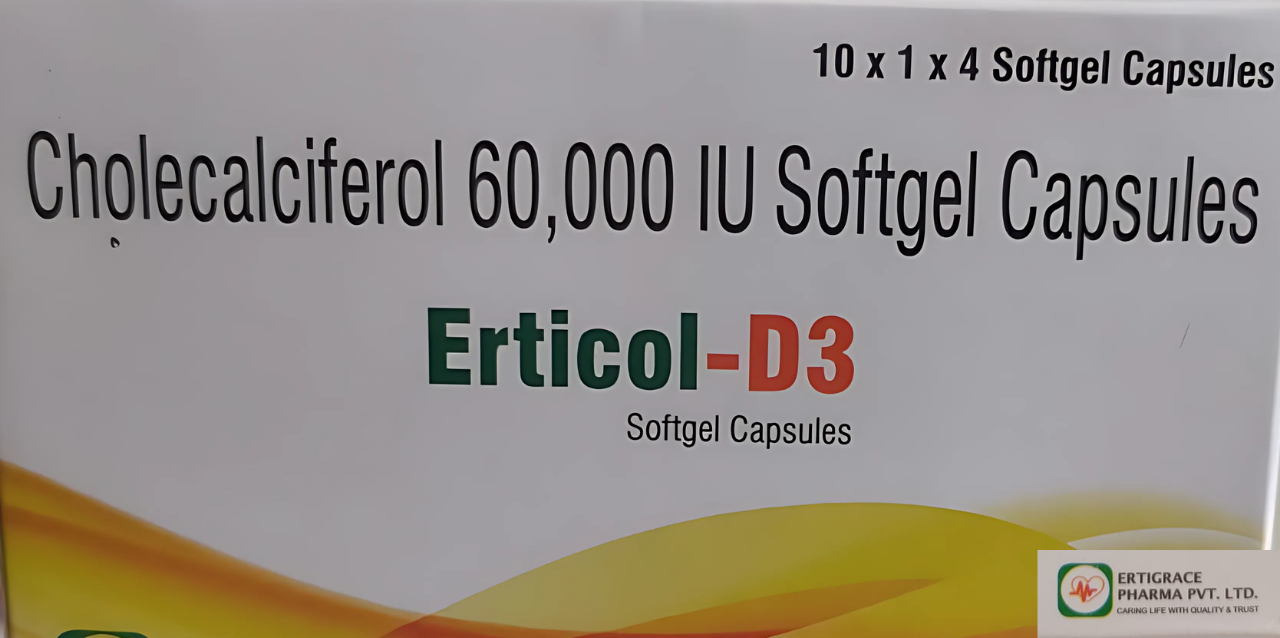 10 x 1 x 4 Softgel Capsules
Cholecalciferol 60,000 IU Softgel Capsules
Erticol-D3
Softgel Capsules
ERTIGRACE
PHARMA PVT. LTD.
CARING LIFE WITH QUALITY & TRUST